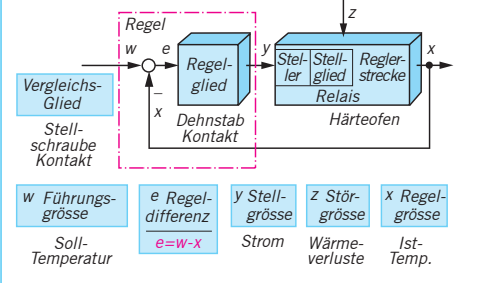 z
Regel
w
e
y
x
Regel-
glied
Stel-
ler
Stell-
glied
Regler-
strecke
Relais
Vergleichs-
Glied
–
x
Dehnstab
Kontakt
Härteofen
Stell-
schraube
Kontakt
w Führungs-
grösse
e Regel-
differenz
e=w-x
y Stell-
grösse
z Stör-
grösse
x Regel-
grösse
Soll-
Temperatur
Strom
Wärme-
verluste
Ist-
Temp.